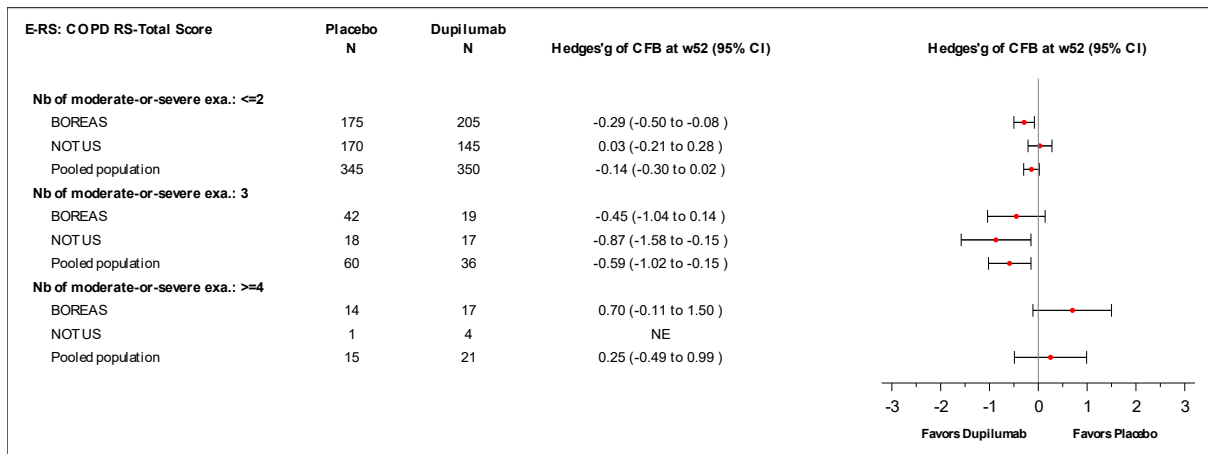 E-RS: COPD RS-Total Score Placebo Dupilumab
N N Hedges'g of CFB at w52 (95% CI) Hedges'g of CFB at w52 (95% CI)
Nb of moderate-or-severe exa.: <=2
BOREAS 175 205 -0.29 (-0.50 to -0.08 )
NOTUS 170 145 0.03 (-0.21 to 0.28 )
Pooled population 345 350 -0.14 (-0.30 to 0.02 )
Nb of moderate-or-severe exa.: 3
BOREAS 42 19 -0.45 (-1.04 to 0.14 )
NOTUS 18 17 -0.87 (-1.58 to -0.15 )
Pooled population 60 36 -0.59 (-1.02 to -0.15 )
Nb of moderate-or-severe exa.: >=4
BOREAS 14 17 0.70 (-0.11 to 1.50 )
NOTUS 1 4 NE
Pooled population 15 21 0.25 (-0.49 to 0.99 )
-3 -2 -1 0 1 2 3
Favors Dupilumab Favors Placebo